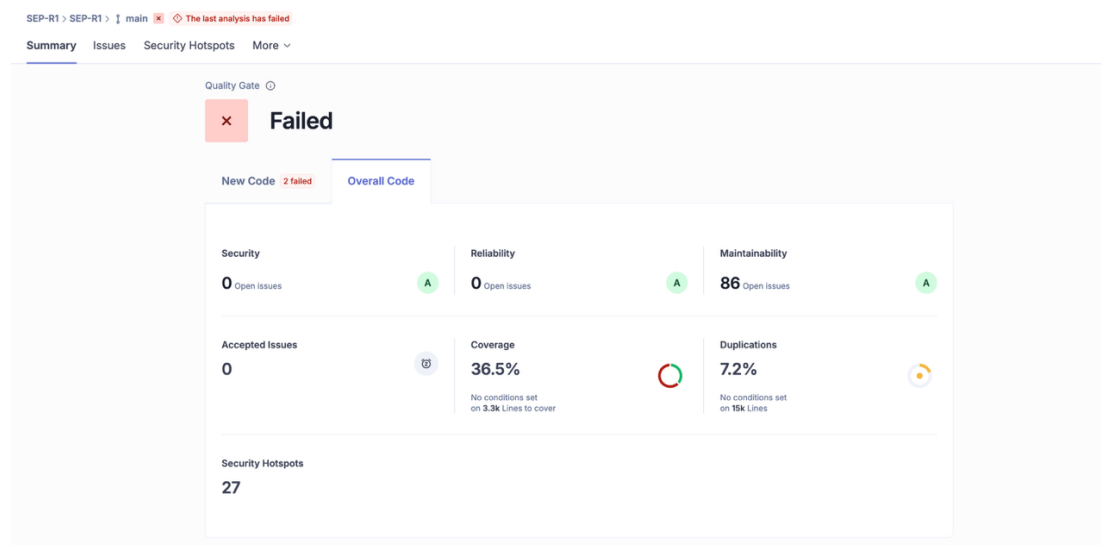 SEP-R1 > SEP-R1 > main The last analysis has failed
Summary Issues Security Hotspots More
Quality Gate
Failed
New Code 2 failed Overall Code
Security Reliability Maintainability
0 Open issues A 0 Open issues A 86 Open issues A
Accepted Issues Coverage Duplications
0 36.5% 7.2%
No conditions set No conditions set
on 3.3k Lines to cover on 15k Lines
Security Hotspots
27